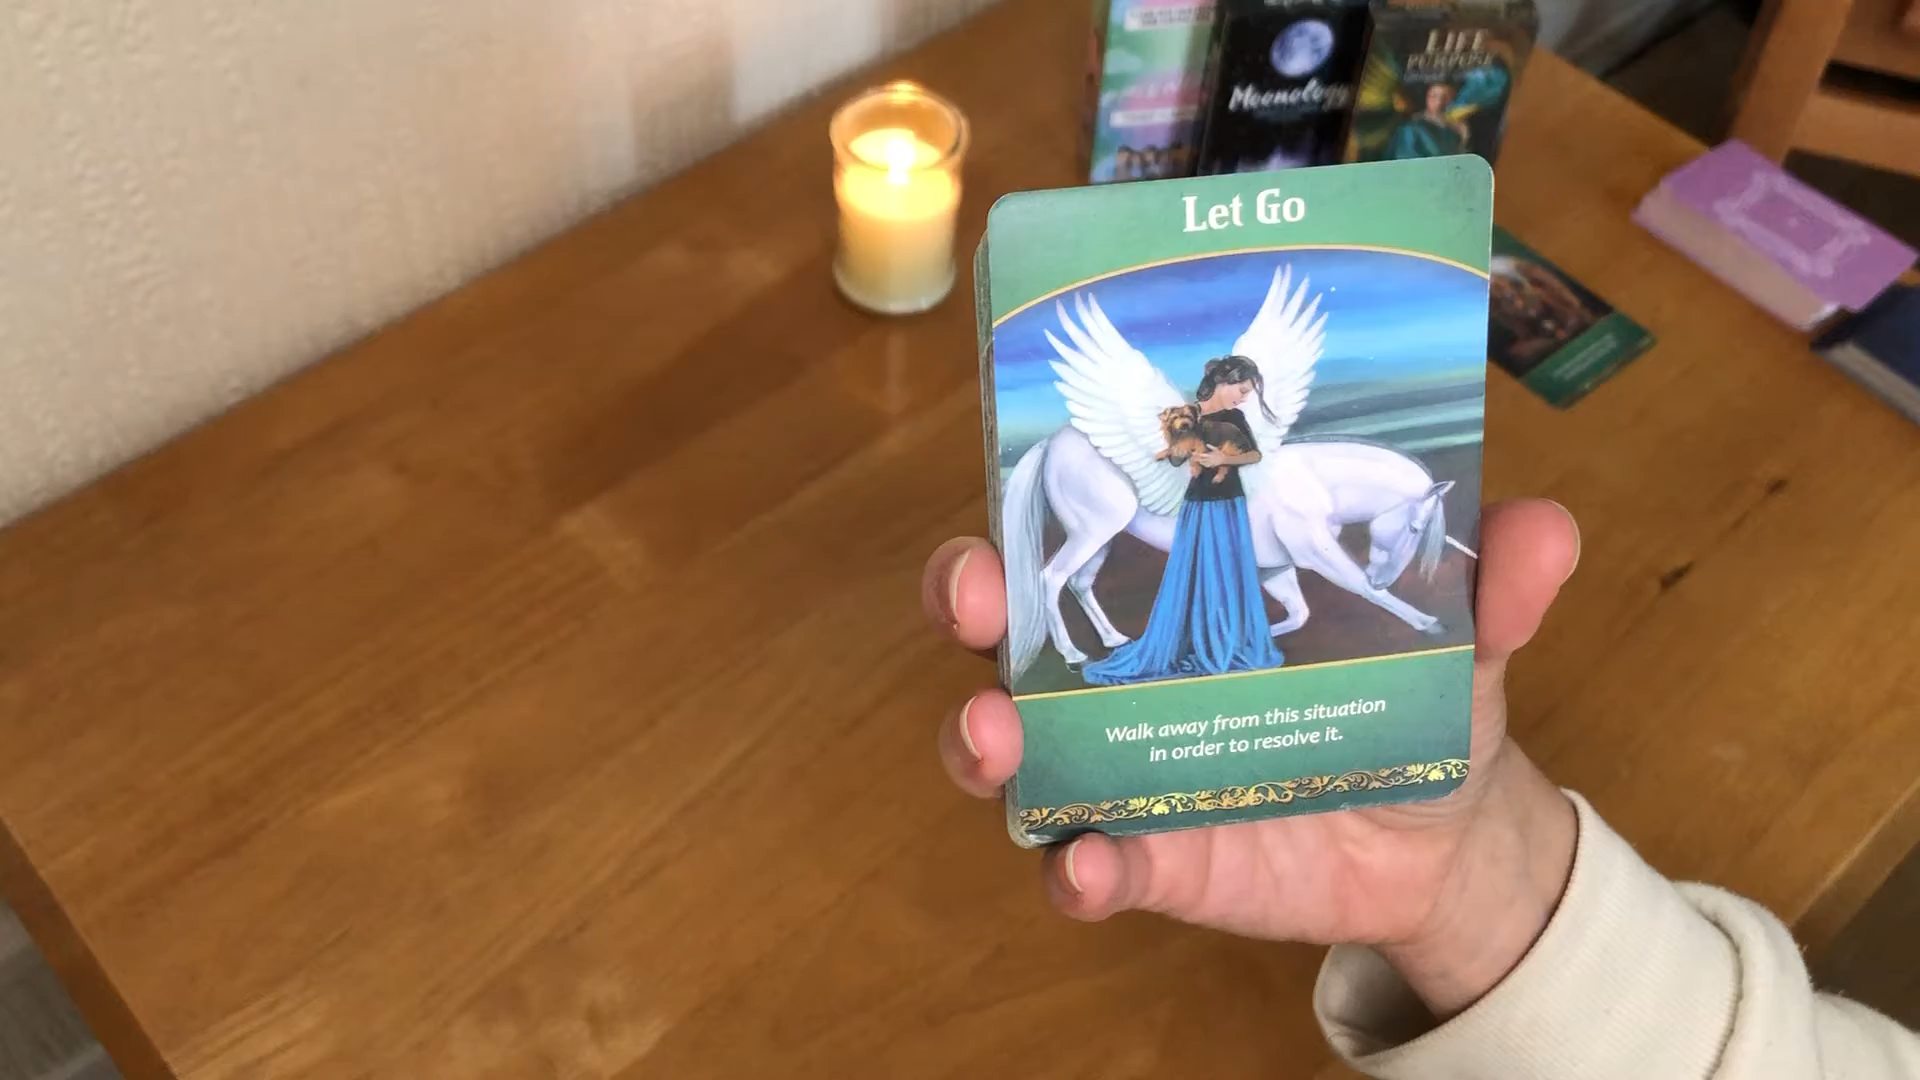 Moonology
LIFE
PURPOSE
Let Go
Walk away from this situation
in order to resolve it.